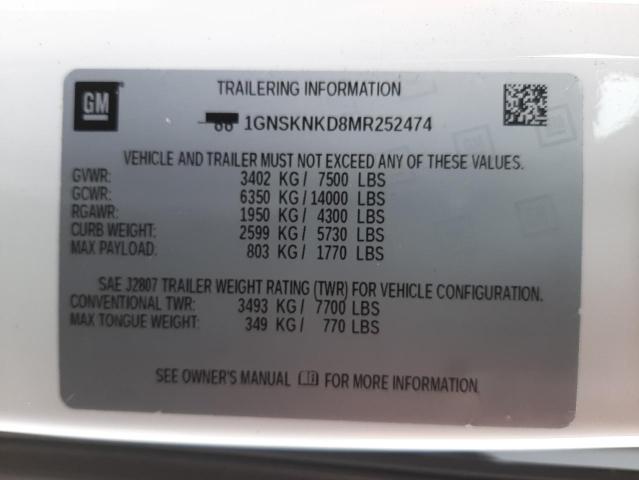 GM
TRAILERING INFORMATION
1GNSKNKD8MR252474
VEHICLE AND TRAILER MUST NOT EXCEED ANY OF THESE VALUES.
GVWR: 3402 KG / 7500 LBS
GCWR: 6350 KG / 14000 LBS
RGAWR: 1950 KG / 4300 LBS
CURB WEIGHT: 2599 KG / 5730 LBS
MAX PAYLOAD: 803 KG / 1770 LBS
SAE J2807 TRAILER WEIGHT RATING (TWR) FOR VEHICLE CONFIGURATION.
CONVENTIONAL TWR: 3493 KG / 7700 LBS
MAX TONGUE WEIGHT: 349 KG / 770 LBS
SEE OWNER'S MANUAL FOR MORE INFORMATION.